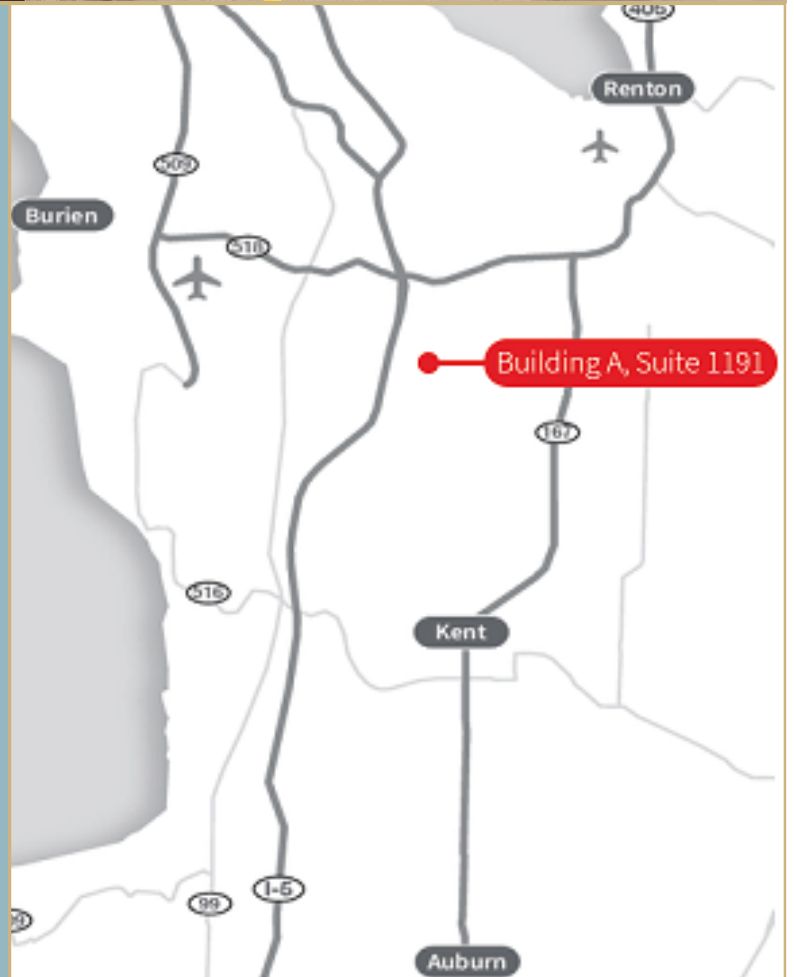 405
Renton
509
Burien
518
Building A, Suite 1191
167
516
Kent
I-5
99
Auburn